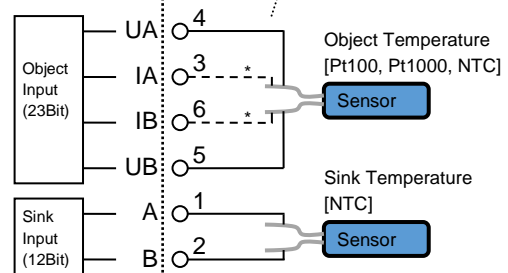 UA 4
Object Temperature
[Pt100, Pt1000, NTC]
IA 3 *
Object
Input
(23Bit)
Sensor
IB 6 *
UB 5
Sink Temperature
[NTC]
A 1
Sink
Input
(12Bit)
Sensor
B 2